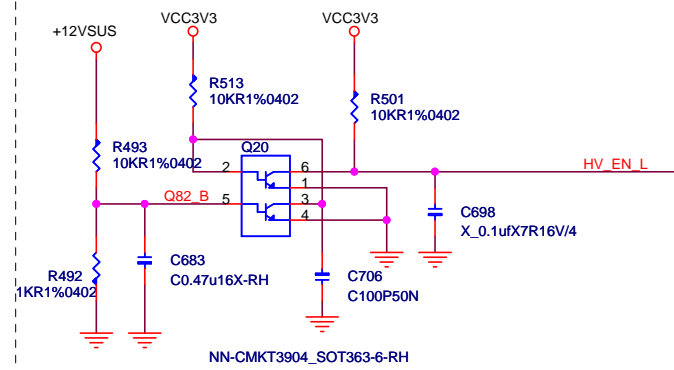 VCC3V3
VCC3V3
+12VSUS
R513
10KR1%0402
R501
10KR1%0402
R493
10KR1%0402
Q20
2
6
1
HV_EN_L
Q82_B
5
3
4
C698
X_0.1ufX7R16V/4
C683
C0.47u16X-RH
R492
1KR1%0402
C706
C100P50N
NN-CMKT3904_SOT363-6-RH